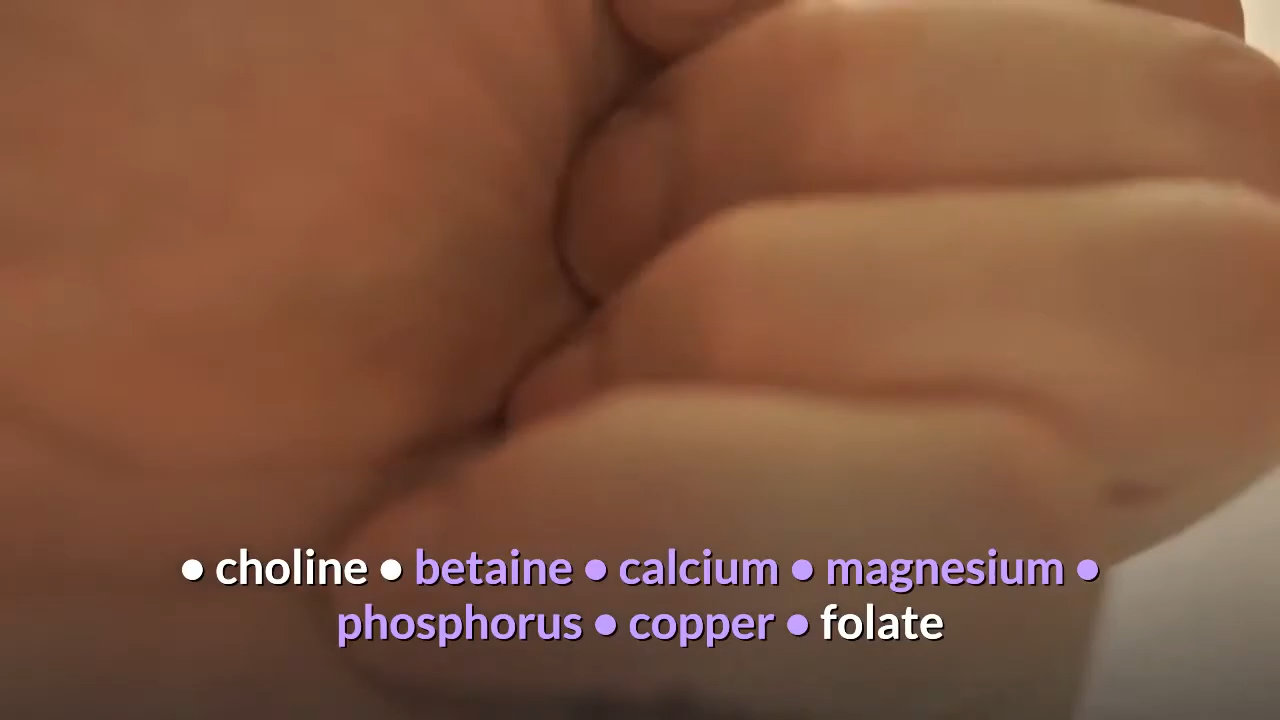 • choline • betaine • calcium • magnesium •
phosphorus • copper • folate